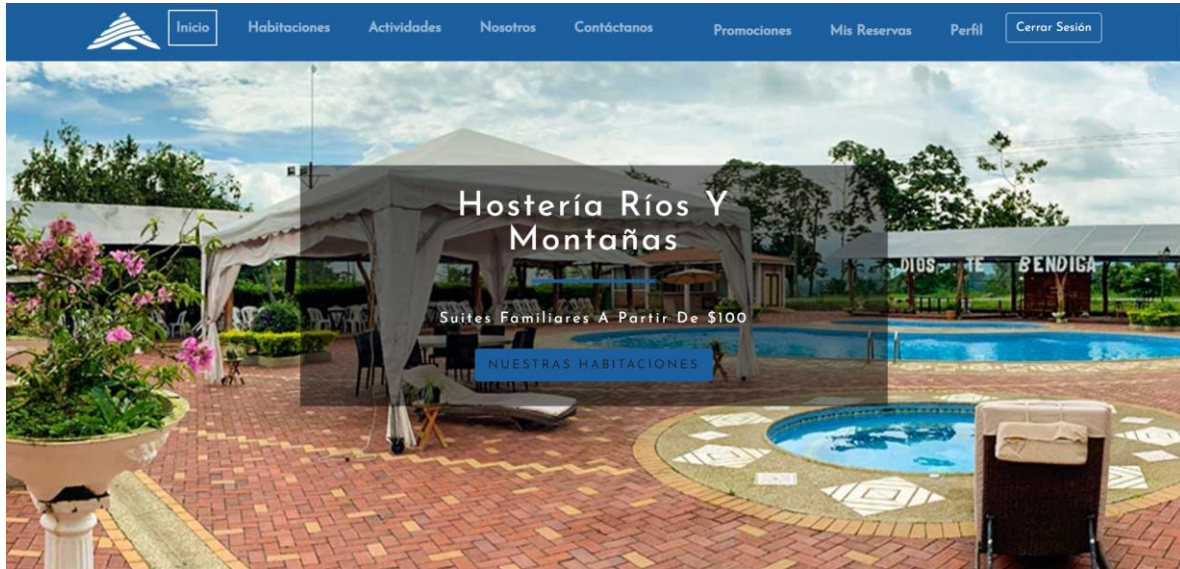 Inicio
Habitaciones
Actividades
Nosotros
Contáctanos
Promociones
Mis Reservas
Perfil
Cerrar Sesión
Hostería Ríos Y
Montañas
DIOS TE BENDIGA
Suites Familiares A Partir De $100
NUESTRAS HABITACIONES